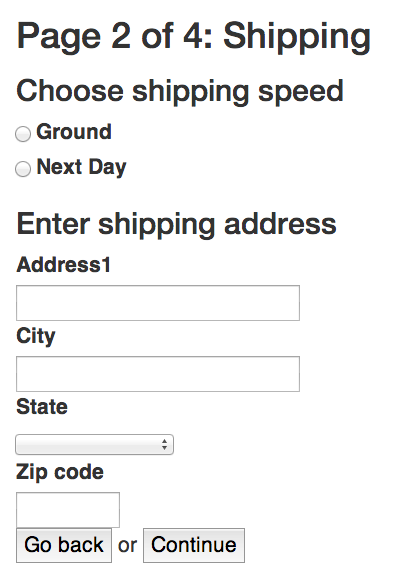 Page 2 of 4: Shipping
Choose shipping speed
Ground
Next Day
Enter shipping address
Address1
City
State
Zip code
Go back or Continue